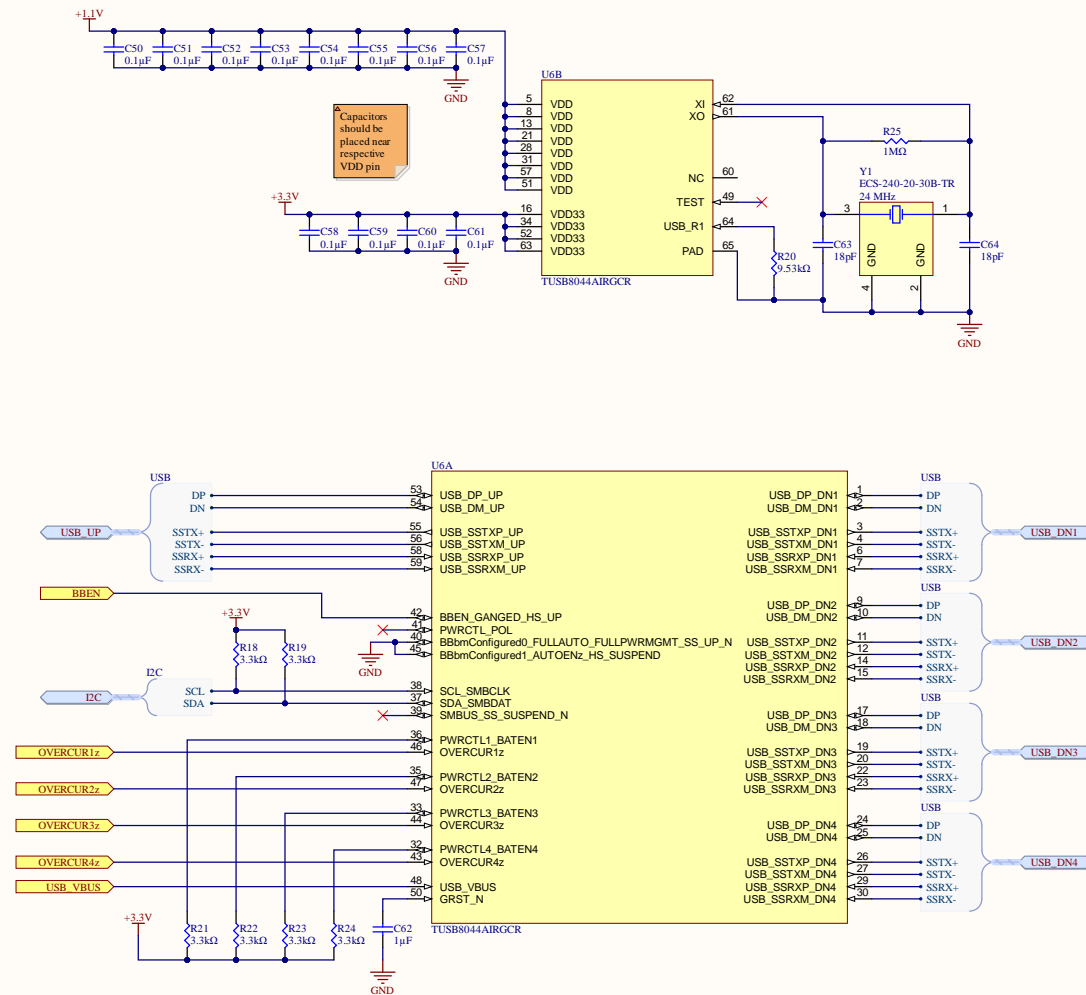 +1.1V
C50
0.1µF
C51
0.1µF
C52
0.1µF
C53
0.1µF
C54
0.1µF
C55
0.1µF
C56
0.1µF
C57
0.1µF
GND
Capacitors
should be
placed near
respective
VDD pin
+3.3V
C58
0.1µF
C59
0.1µF
C60
0.1µF
C61
0.1µF
GND
U6B
5 VDD
8 VDD
13 VDD
21 VDD
28 VDD
31 VDD
57 VDD
51 VDD
16 VDD33
34 VDD33
52 VDD33
63 VDD33
XI 62
XO 61
NC 60
TEST 49
USB_R1 64
PAD 65
TUSB8044AIRGCR
R20
9.53kΩ
R25
1MΩ
Y1
ECS-240-20-30B-TR
24 MHz
3
1
GND
GND
4
2
C63
18pF
C64
18pF
GND
U6A
USB
DP
DN
SSTX+
SSTX-
SSRX+
SSRX-
USB_UP
BBEN
+3.3V
R18
3.3kΩ
R19
3.3kΩ
GND
I2C
SCL
SDA
I2C
OVERCUR1z
OVERCUR2z
OVERCUR3z
OVERCUR4z
USB_VBUS
+3.3V
R21
3.3kΩ
R22
3.3kΩ
R23
3.3kΩ
R24
3.3kΩ
C62
1µF
GND
53 USB_DP_UP
54 USB_DM_UP
55 USB_SSTXP_UP
56 USB_SSTXM_UP
58 USB_SSRXP_UP
59 USB_SSRXM_UP
42 BBEN_GANGED_HS_UP
41 PWRCTL_POL
40 BBbmConfigured0_FULLAUTO_FULLPWRMGMT_SS_UP_N
45 BBbmConfigured1_AUTOENz_HS_SUSPEND
38 SCL_SMBCLK
37 SDA_SMBDAT
39 SMBUS_SS_SUSPEND_N
36 PWRCTL1_BATEN1
46 OVERCUR1z
35 PWRCTL2_BATEN2
47 OVERCUR2z
33 PWRCTL3_BATEN3
44 OVERCUR3z
32 PWRCTL4_BATEN4
43 OVERCUR4z
48 USB_VBUS
50 GRST_N
USB_DP_DN1 1
USB_DM_DN1 2
USB_SSTXP_DN1 3
USB_SSTXM_DN1 4
USB_SSRXP_DN1 6
USB_SSRXM_DN1 7
USB_DP_DN2 9
USB_DM_DN2 10
USB_SSTXP_DN2 11
USB_SSTXM_DN2 12
USB_SSRXP_DN2 14
USB_SSRXM_DN2 15
USB_DP_DN3 17
USB_DM_DN3 18
USB_SSTXP_DN3 19
USB_SSTXM_DN3 20
USB_SSRXP_DN3 22
USB_SSRXM_DN3 23
USB_DP_DN4 24
USB_DM_DN4 25
USB_SSTXP_DN4 26
USB_SSTXM_DN4 27
USB_SSRXP_DN4 29
USB_SSRXM_DN4 30
TUSB8044AIRGCR
USB
DP
DN
SSTX+
SSTX-
SSRX+
SSRX-
USB_DN1
USB
DP
DN
SSTX+
SSTX-
SSRX+
SSRX-
USB_DN2
USB
DP
DN
SSTX+
SSTX-
SSRX+
SSRX-
USB_DN3
USB
DP
DN
SSTX+
SSTX-
SSRX+
SSRX-
USB_DN4